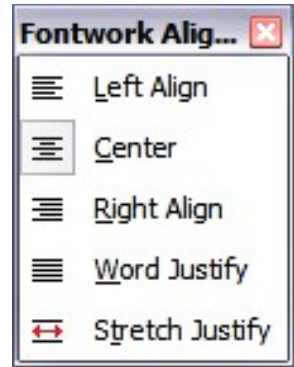 Fontwork Alig...
Left Align
Center
Right Align
Word Justify
Stretch Justify